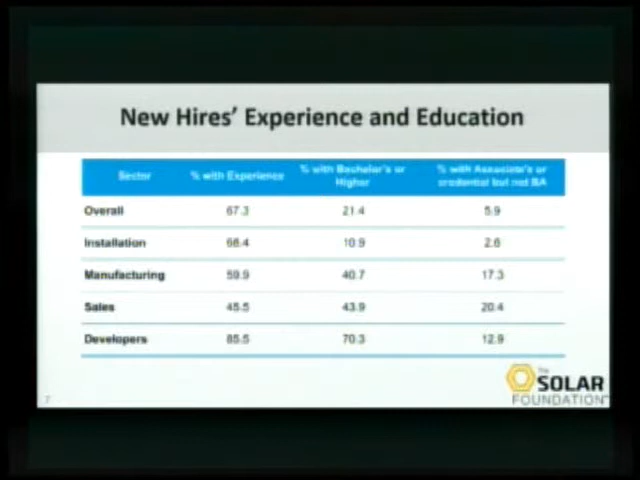 New Hires’ Experience and Education
Sector % with Experience % with Bachelor's or Higher % with Associate's or credential but not BA
Overall 67.3 21.4 5.9
Installation 68.4 10.9 2.6
Manufacturing 59.9 40.7 17.3
Sales 45.5 43.9 20.4
Developers 85.5 70.3 12.9
The
SOLAR
FOUNDATION
7